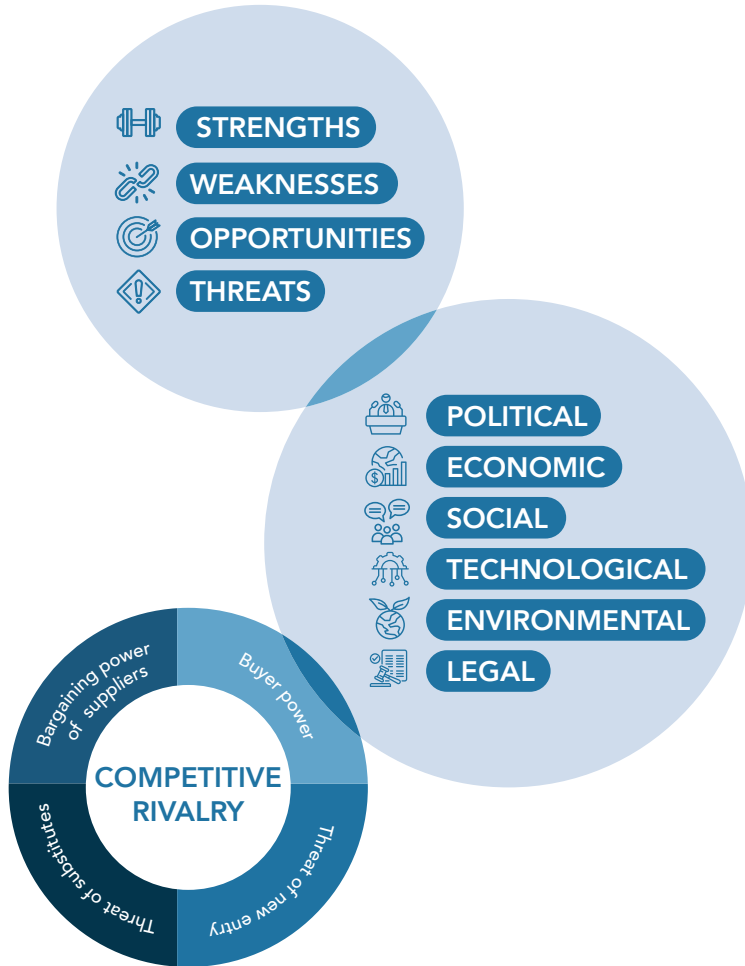 STRENGTHS
WEAKNESSES
OPPORTUNITIES
THREATS
POLITICAL
ECONOMIC
SOCIAL
TECHNOLOGICAL
ENVIRONMENTAL
LEGAL
Bargaining power
of suppliers
Buyer power
COMPETITIVE
RIVALRY
Threat of substitutes
Threat of new entry